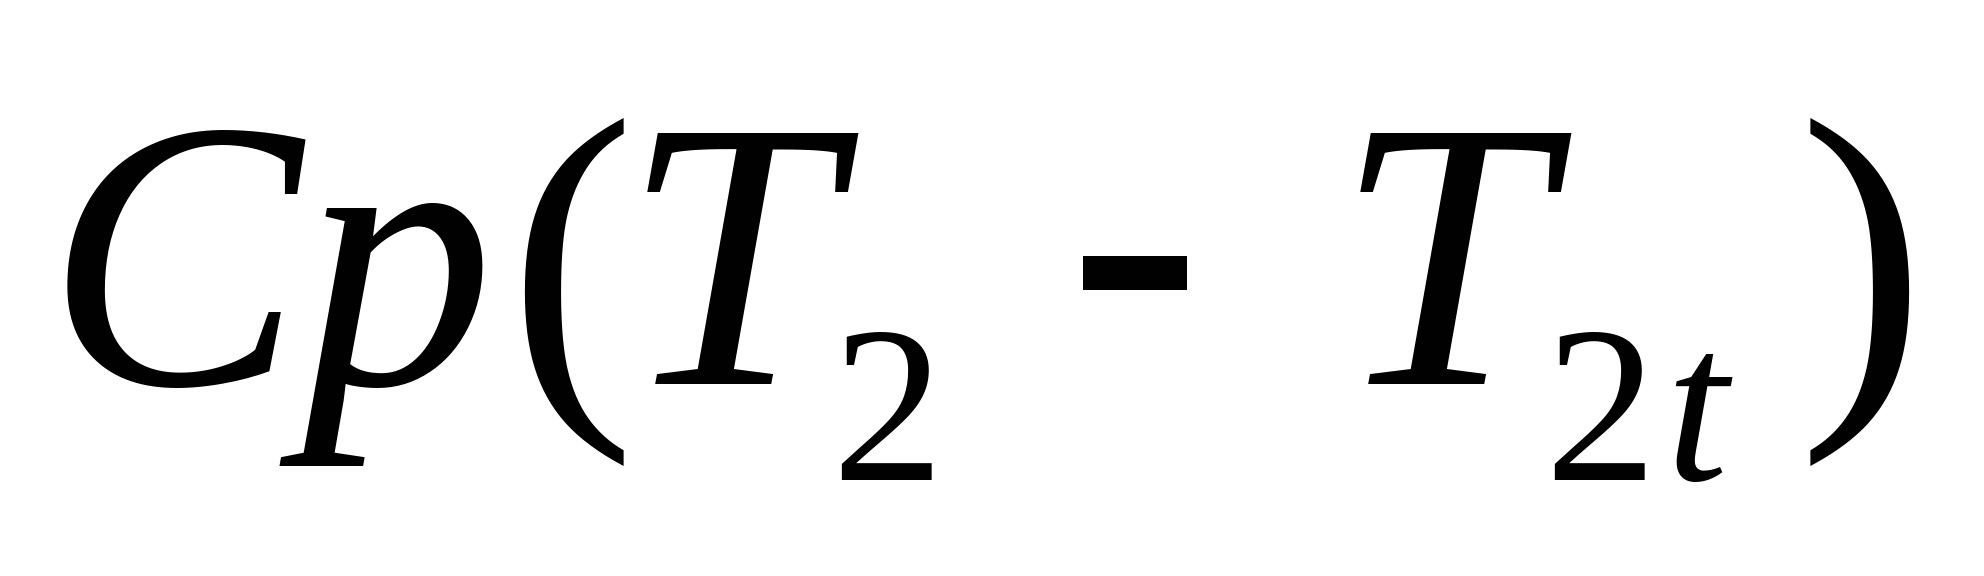 Cp(T₂ - T₂ₜ)